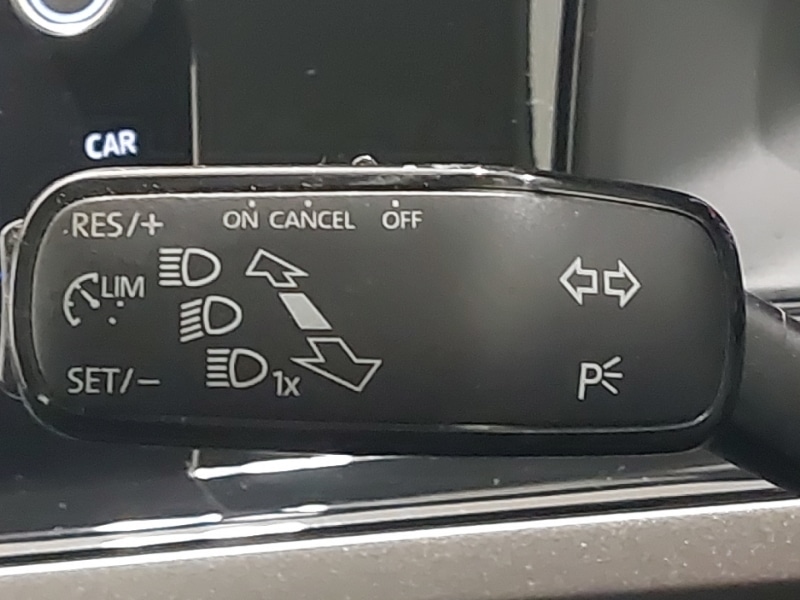 CAR
RES/+ ON CANCEL OFF
LIM
SET/− 1x P